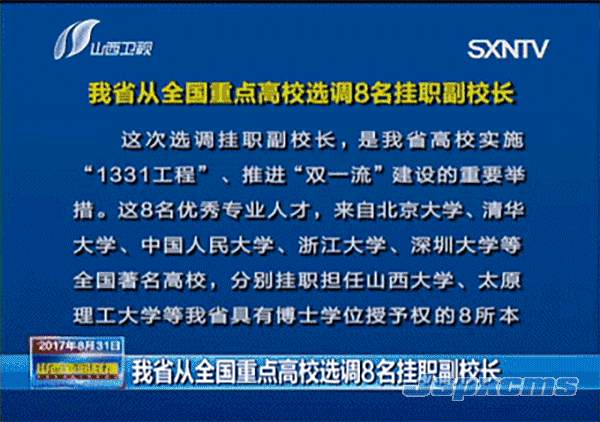 山西卫视
SXNTV
我省从全国重点高校选调8名挂职副校长
这次选调挂职副校长，是我省高校实施
“1331工程”、推进“双一流”建设的重要举
措。这8名优秀专业人才，来自北京大学、清华
大学、中国人民大学、浙江大学、深圳大学等
全国著名高校，分别挂职担任山西大学、太原
理工大学等我省具有博士学位授予权的8所本
2017年8月31日
山西新闻联播
我省从全国重点高校选调8名挂职副校长
Jspxcms